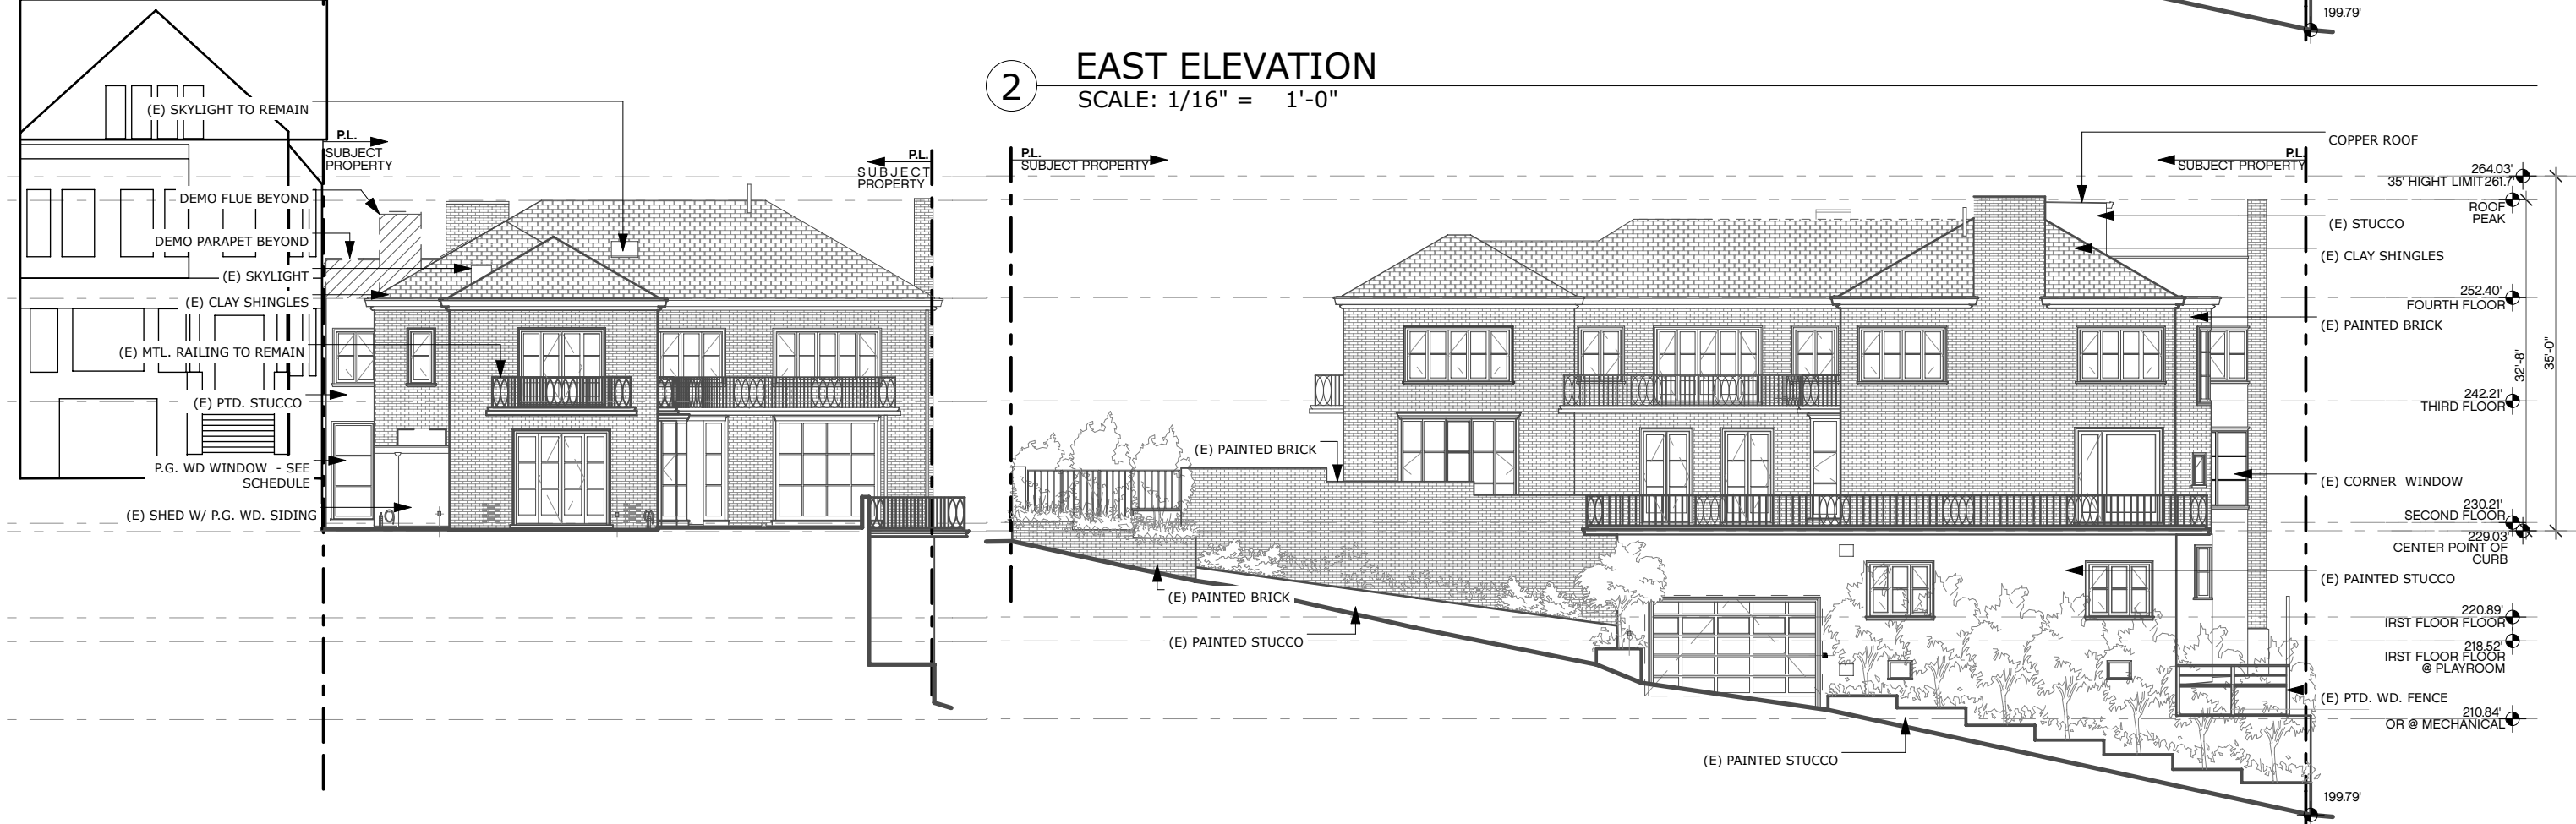 199.79'
2
EAST ELEVATION
SCALE: 1/16" = 1'-0"
(E) SKYLIGHT TO REMAIN
P.L.
SUBJECT
PROPERTY
DEMO FLUE BEYOND
DEMO PARAPET BEYOND
(E) SKYLIGHT
(E) CLAY SHINGLES
(E) MTL. RAILING TO REMAIN
(E) PTD. STUCCO
P.G. WD WINDOW - SEE
SCHEDULE
(E) SHED W/ P.G. WD. SIDING
P.L.
SUBJECT
PROPERTY
P.L.
SUBJECT PROPERTY
(E) PAINTED BRICK
(E) PAINTED BRICK
(E) PAINTED STUCCO
(E) PAINTED STUCCO
P.L.
SUBJECT PROPERTY
COPPER ROOF
(E) STUCCO
(E) CLAY SHINGLES
(E) PAINTED BRICK
(E) CORNER WINDOW
(E) PAINTED STUCCO
(E) PTD. WD. FENCE
264.03'
35' HIGHT LIMIT261.7'
ROOF
PEAK
252.40'
FOURTH FLOOR
242.21'
THIRD FLOOR
230.21'
SECOND FLOOR
229.03'
CENTER POINT OF
CURB
220.89'
IRST FLOOR FLOOR
218.52'
IRST FLOOR FLOOR
@ PLAYROOM
210.84'
OR @ MECHANICAL
32'-8"
35'-0"
199.79'